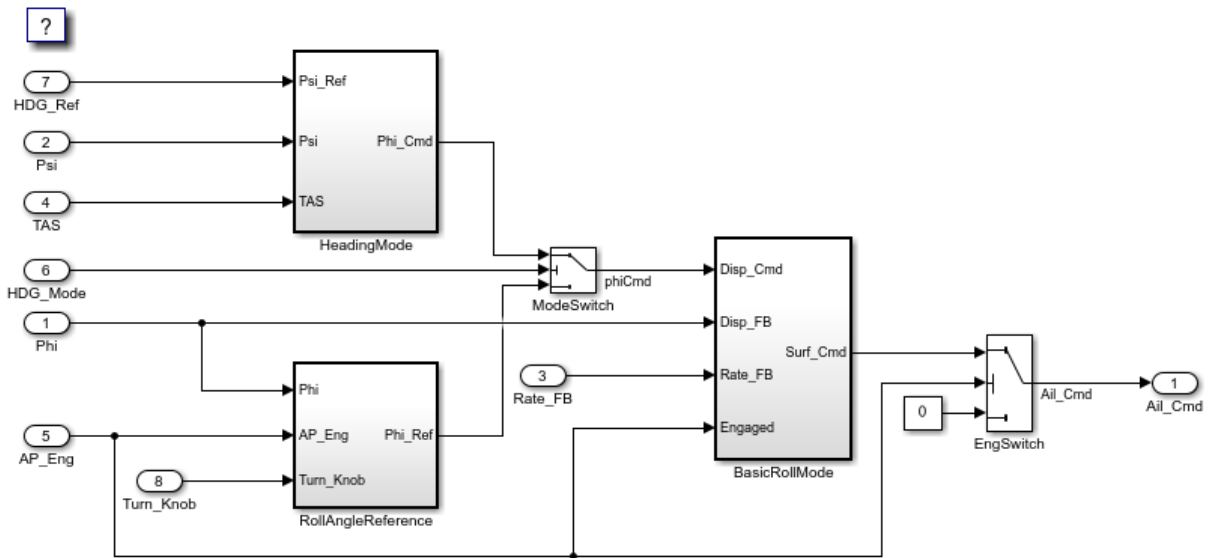 ?
7
HDG_Ref
2
Psi
4
TAS
Psi_Ref
Psi
TAS
Phi_Cmd
HeadingMode
6
HDG_Mode
1
Phi
ModeSwitch
phiCmd
Phi
AP_Eng
Turn_Knob
Phi_Ref
RollAngleReference
5
AP_Eng
8
Turn_Knob
3
Rate_FB
Disp_Cmd
Disp_FB
Rate_FB
Engaged
Surf_Cmd
BasicRollMode
0
EngSwitch
Ail_Cmd
1
Ail_Cmd